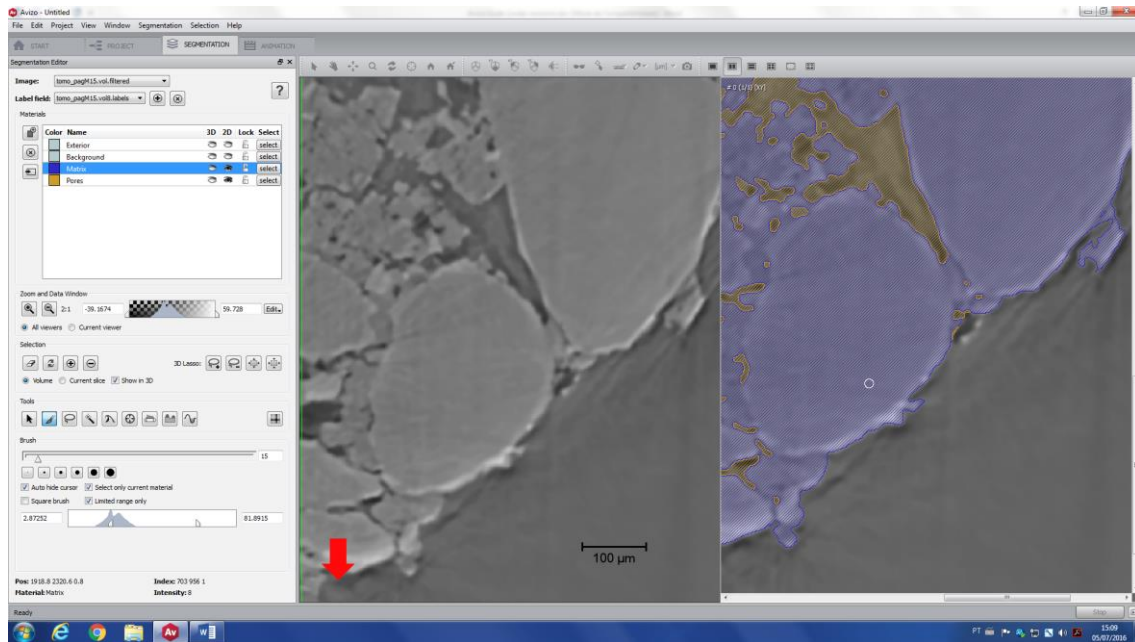 Avizo - Untitled
File Edit Project View Window Segmentation Selection Help
START PROJECT SEGMENTATION ANIMATION
Segmentation Editor
Image: tomo_pagM15.vol.filtered
Label field: tomo_pagM15.vol8.labels
?
Materials
Color Name 3D 2D Lock Select
Exterior select
Background select
Matrix select
Pores select
Zoom and Data Window
2:1 -39.1674 59.728 Edit
All viewers Current viewer
Selection
3D Lasso:
Volume Current slice Show in 3D
Tools
Brush
15
Auto hide cursor Select only current material
Square brush Limited range only
2.87252 81.8915
Pos: 1918.8 2320.6 0.8 Index: 703 956 1
Material: Matrix Intensity: 8
Ready
100 µm
Stop
PT 15:09
05/07/2016